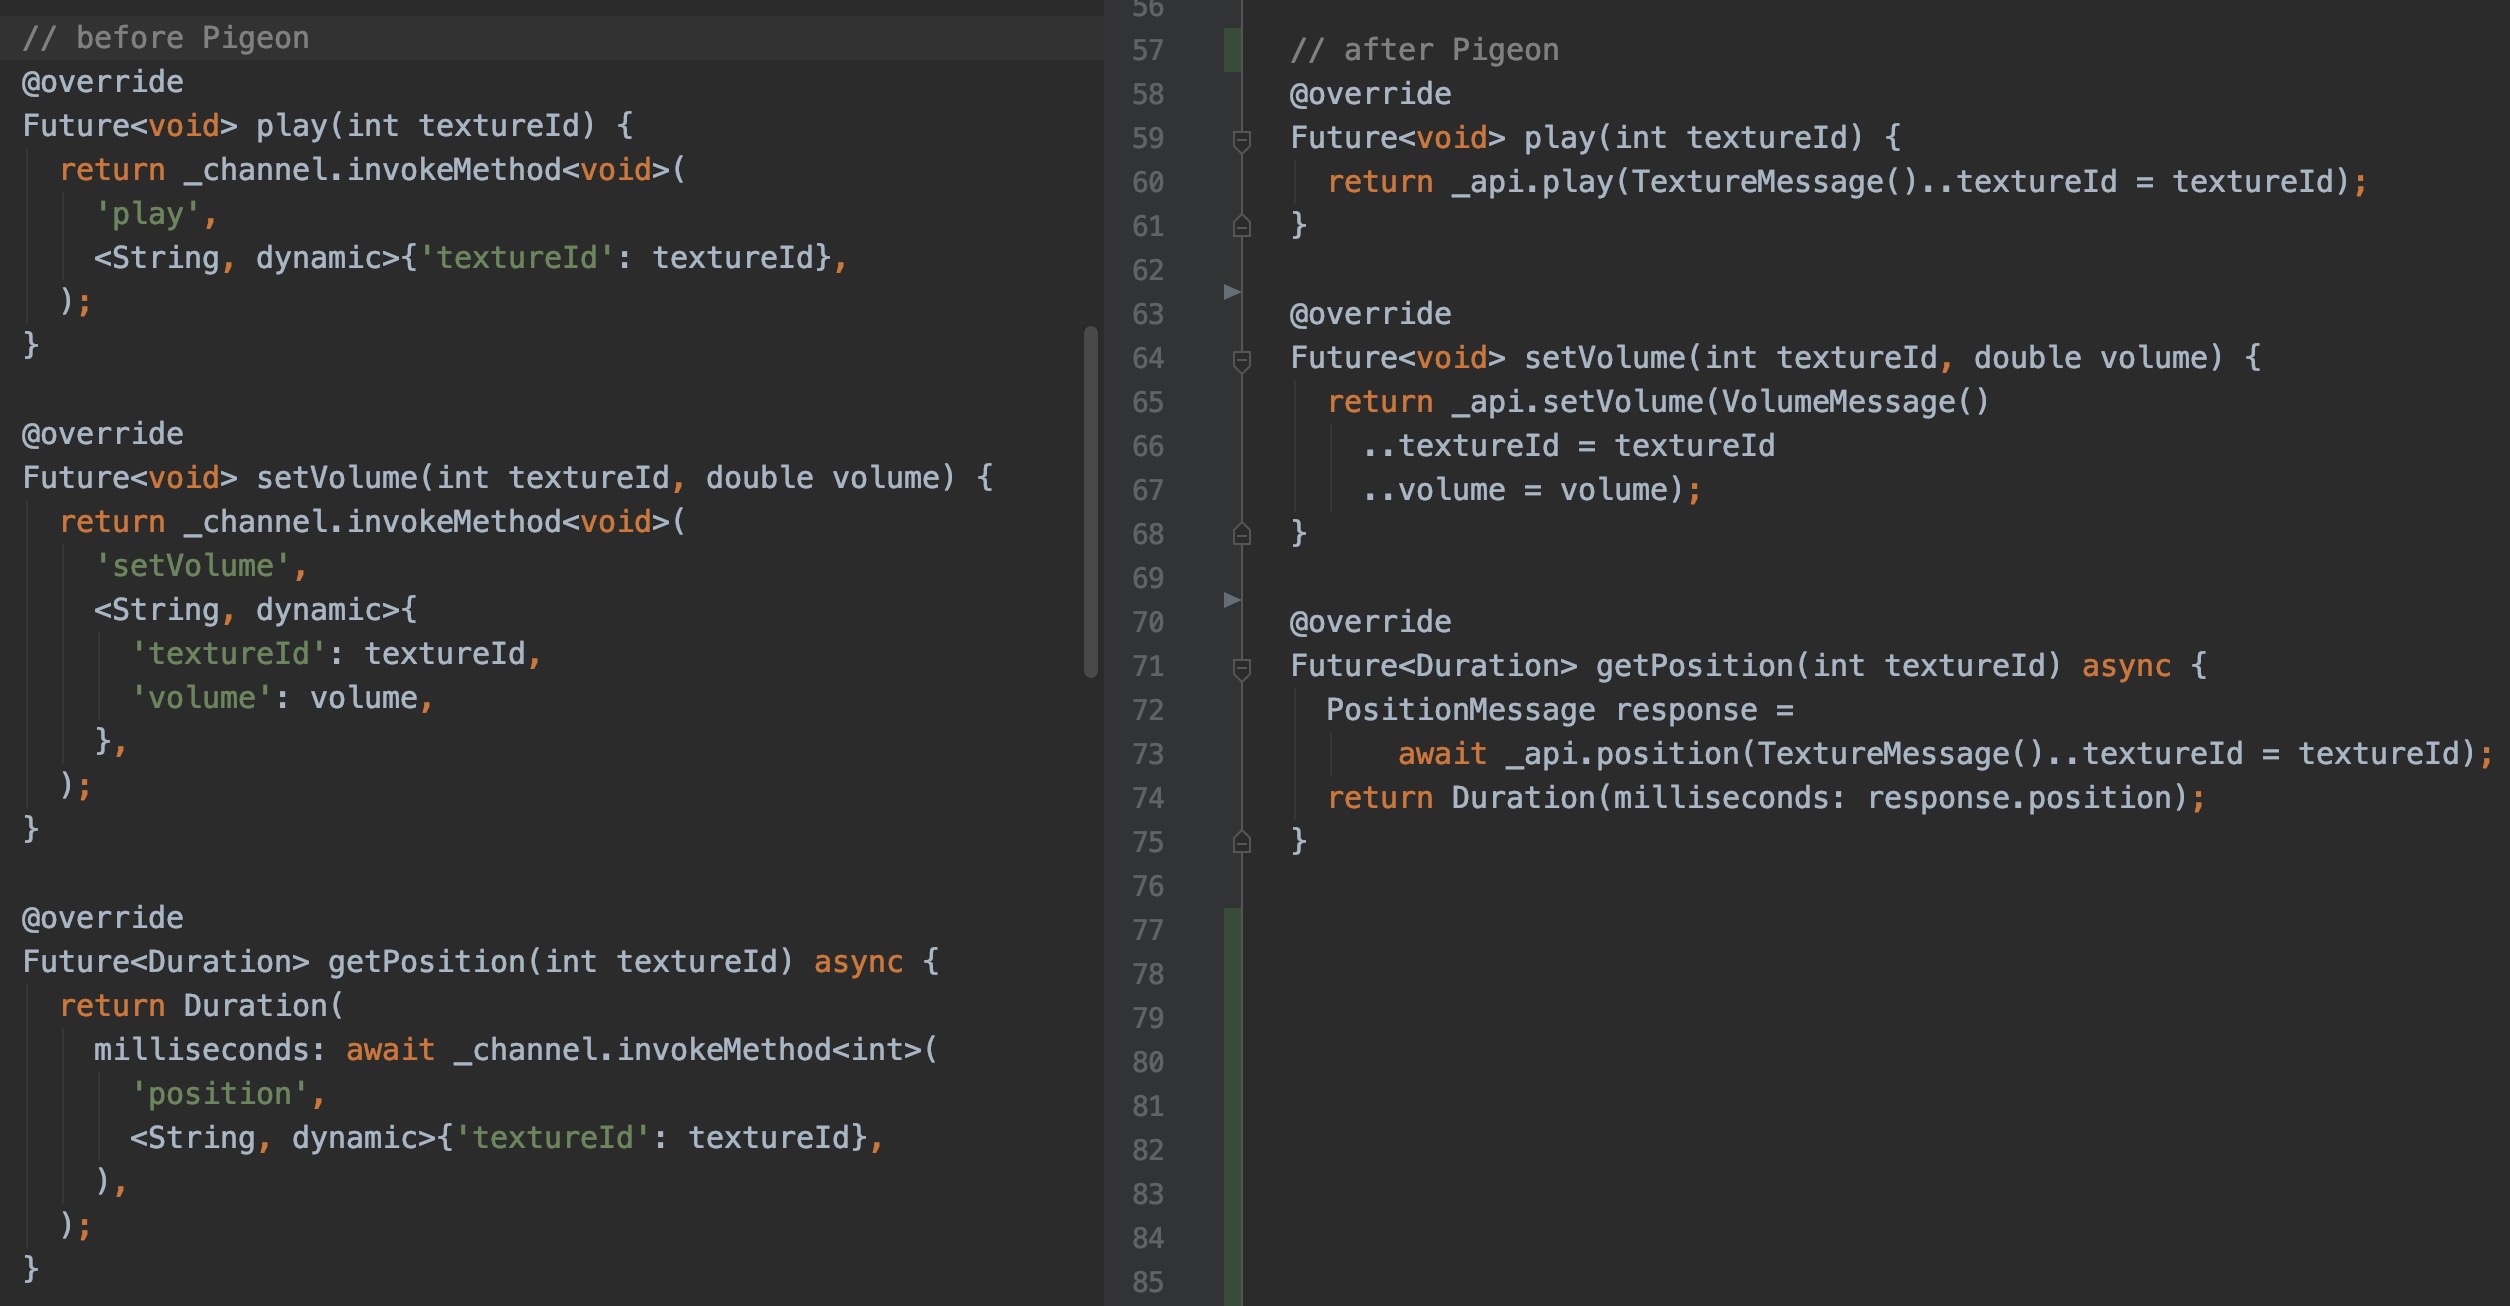 // before Pigeon
@override
Future<void> play(int textureId) {
  return _channel.invokeMethod<void>(
    'play',
    <String, dynamic>{'textureId': textureId},
  );
}

@override
Future<void> setVolume(int textureId, double volume) {
  return _channel.invokeMethod<void>(
    'setVolume',
    <String, dynamic>{
      'textureId': textureId,
      'volume': volume,
    },
  );
}

@override
Future<Duration> getPosition(int textureId) async {
  return Duration(
    milliseconds: await _channel.invokeMethod<int>(
      'position',
      <String, dynamic>{'textureId': textureId},
    ),
  );
}
56
57 // after Pigeon
58 @override
59 Future<void> play(int textureId) {
60   return _api.play(TextureMessage()..textureId = textureId);
61 }
62
63 @override
64 Future<void> setVolume(int textureId, double volume) {
65   return _api.setVolume(VolumeMessage()
66     ..textureId = textureId
67     ..volume = volume);
68 }
69
70 @override
71 Future<Duration> getPosition(int textureId) async {
72   PositionMessage response =
73       await _api.position(TextureMessage()..textureId = textureId);
74   return Duration(milliseconds: response.position);
75 }
76
77
78
79
80
81
82
83
84
85